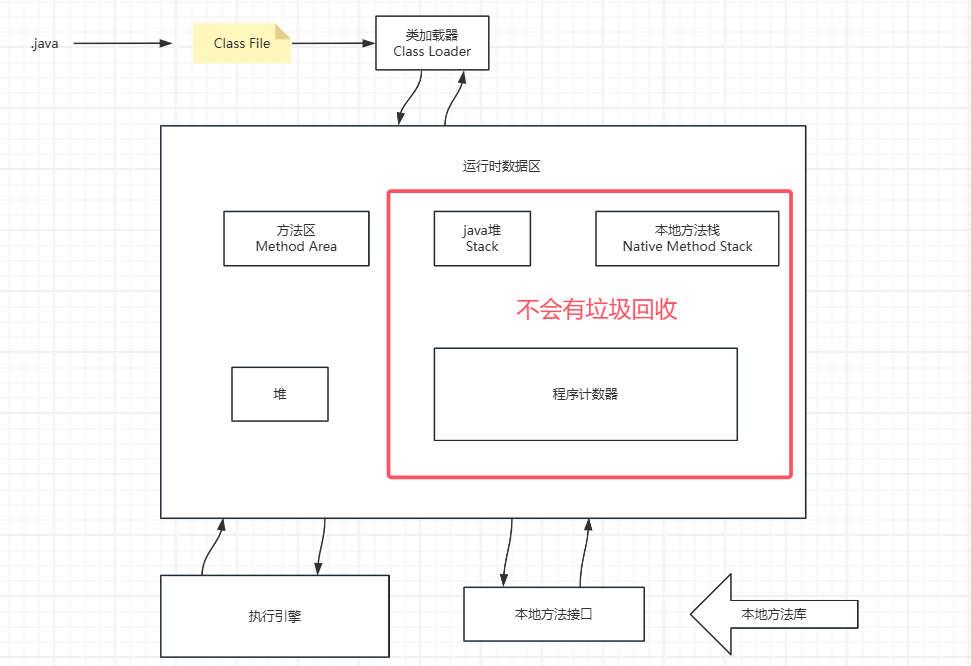 .java
Class File
类加载器
Class Loader
运行时数据区
方法区
Method Area
java堆
Stack
本地方法栈
Native Method Stack
不会有垃圾回收
堆
程序计数器
执行引擎
本地方法接口
本地方法库